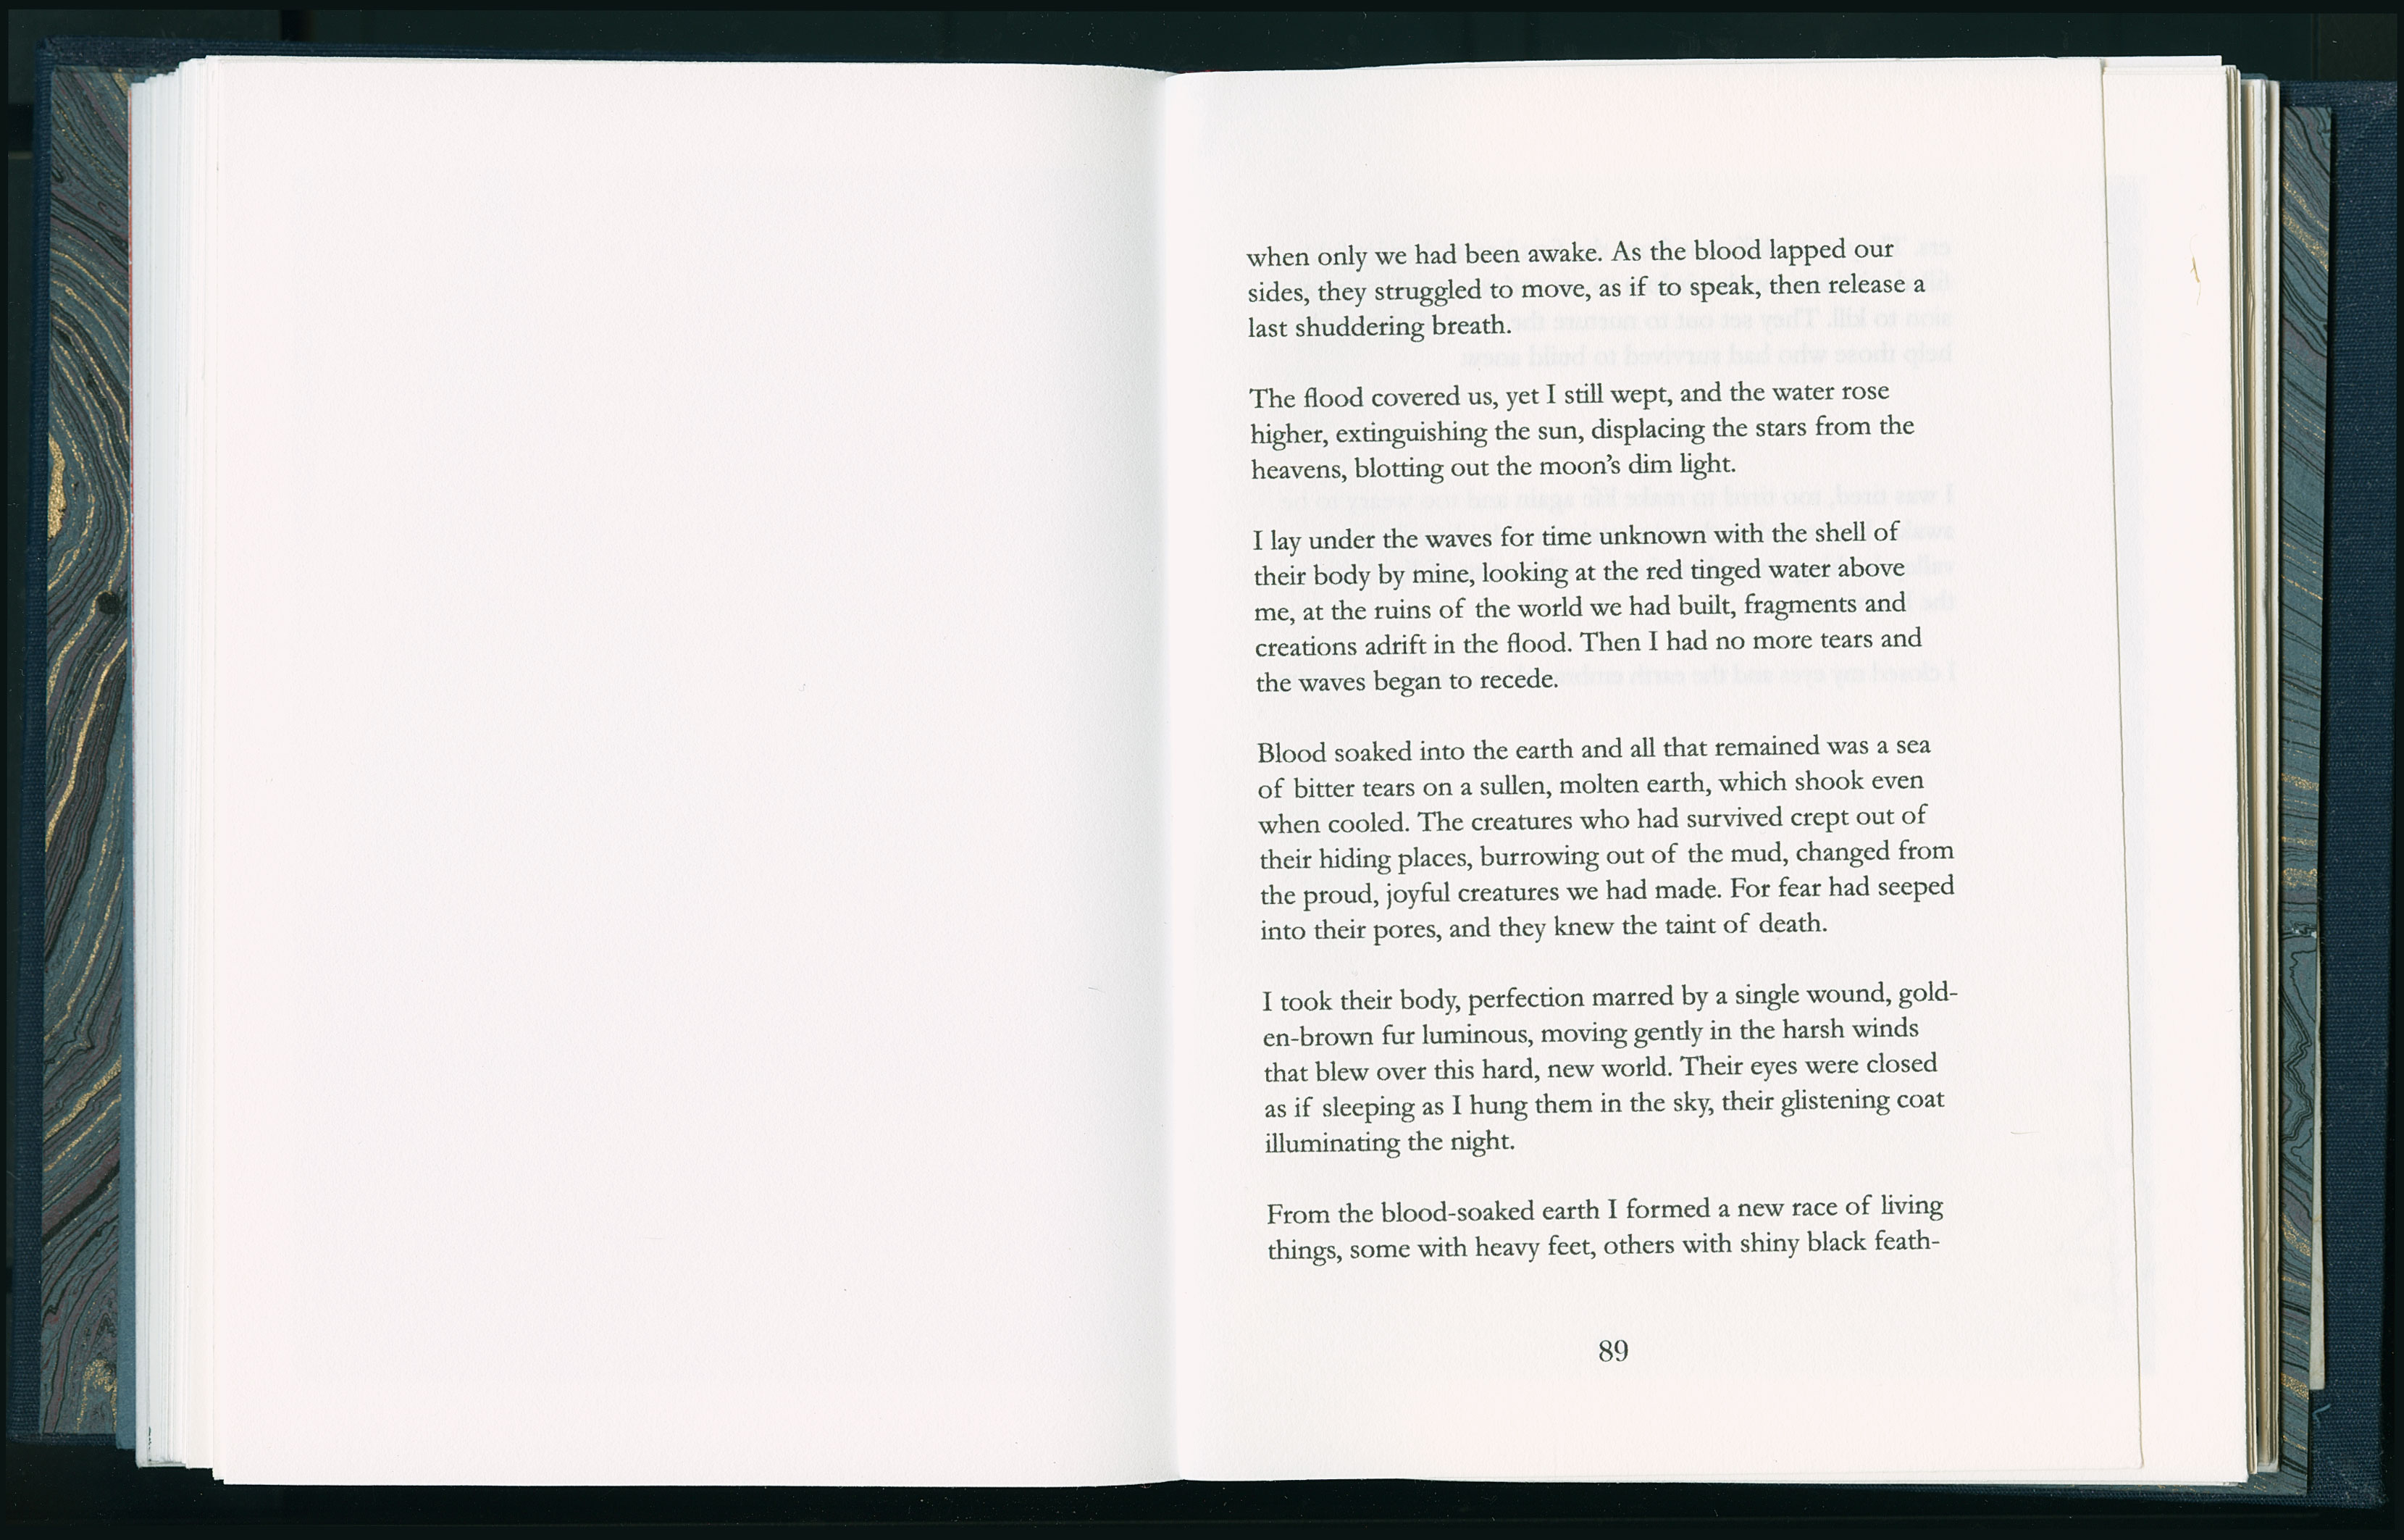 when only we had been awake. As the blood lapped our
sides, they struggled to move, as if to speak, then release a
last shuddering breath.
The flood covered us, yet I still wept, and the water rose
higher, extinguishing the sun, displacing the stars from the
heavens, blotting out the moon’s dim light.
I lay under the waves for time unknown with the shell of
their body by mine, looking at the red tinged water above
me, at the ruins of the world we had built, fragments and
creations adrift in the flood. Then I had no more tears and
the waves began to recede.
Blood soaked into the earth and all that remained was a sea
of bitter tears on a sullen, molten earth, which shook even
when cooled. The creatures who had survived crept out of
their hiding places, burrowing out of the mud, changed from
the proud, joyful creatures we had made. For fear had seeped
into their pores, and they knew the taint of death.
I took their body, perfection marred by a single wound, gold-
en-brown fur luminous, moving gently in the harsh winds
that blew over this hard, new world. Their eyes were closed
as if sleeping as I hung them in the sky, their glistening coat
illuminating the night.
From the blood-soaked earth I formed a new race of living
things, some with heavy feet, others with shiny black feath-
89